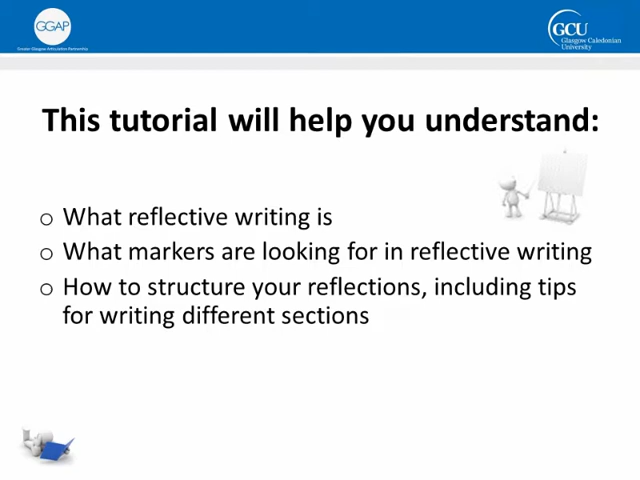 GGAP
Greater Glasgow Articulation Partnership
GCU
Glasgow Caledonian
University
This tutorial will help you understand:
o What reflective writing is
o What markers are looking for in reflective writing
o How to structure your reflections, including tips
for writing different sections